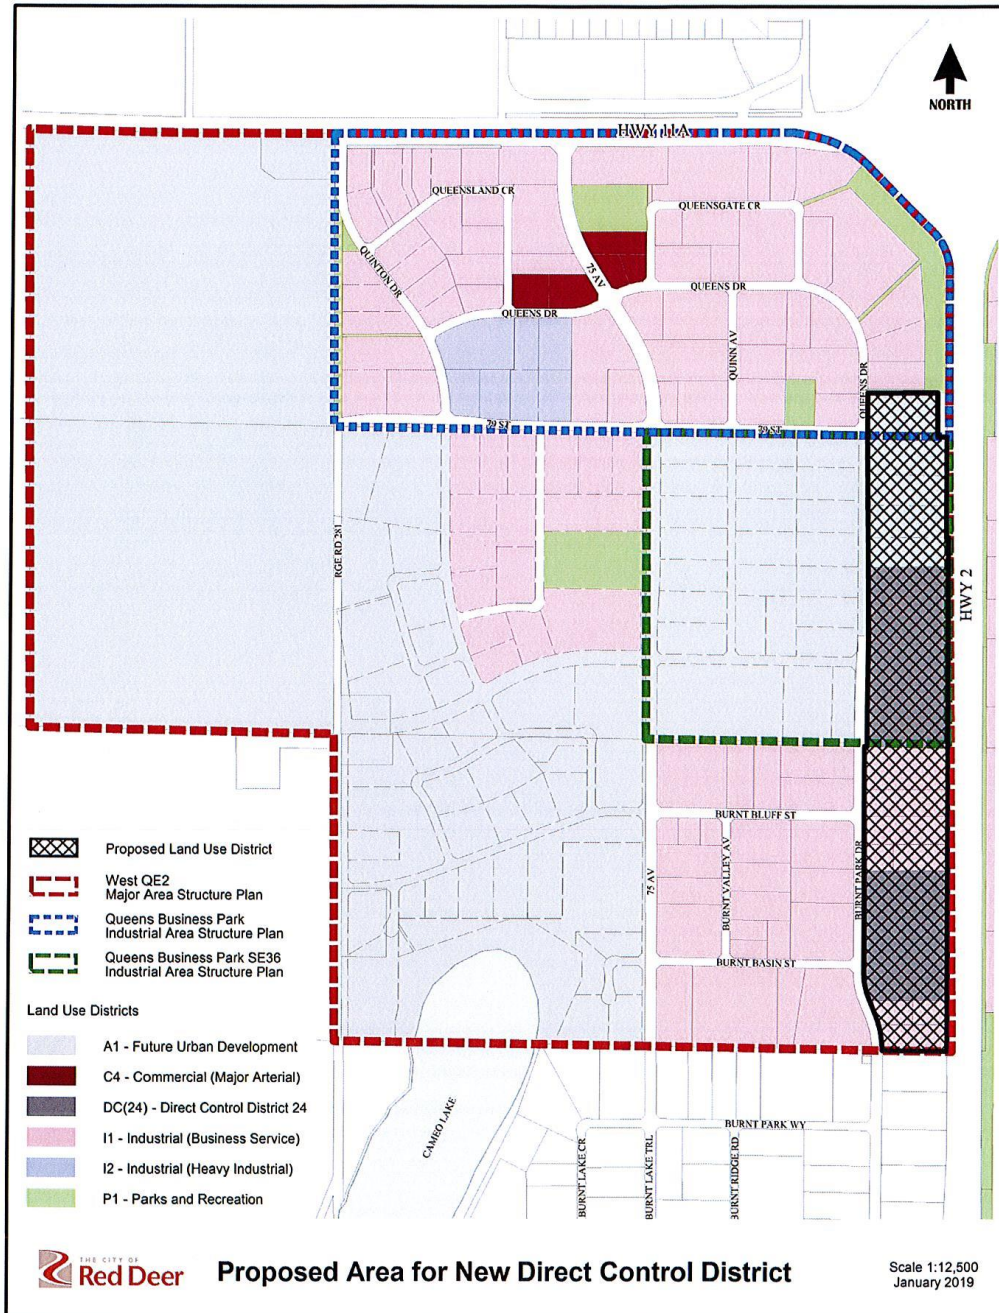 NORTH
HWY 11A
QUEENSLAND CR
QUEENSGATE CR
QUINTON DR
75 AV
QUEENS DR
QUEENS DR
QUINN AV
QUEENS DR
79 ST
79 ST
RGE RD 281
HWY 2
BURNT BLUFF ST
BURNT VALLEY AV
BURNT PARK DR
75 AV
BURNT BASIN ST
CAMEO LAKE
BURNT PARK WY
BURNT LAKE CR
BURNT LAKE TRL
BURNT RIDGE RD
Proposed Land Use District
West QE2
Major Area Structure Plan
Queens Business Park
Industrial Area Structure Plan
Queens Business Park SE36
Industrial Area Structure Plan
Land Use Districts
A1 - Future Urban Development
C4 - Commercial (Major Arterial)
DC(24) - Direct Control District 24
I1 - Industrial (Business Service)
I2 - Industrial (Heavy Industrial)
P1 - Parks and Recreation
THE CITY OF
Red Deer
Proposed Area for New Direct Control District
Scale 1:12,500
January 2019